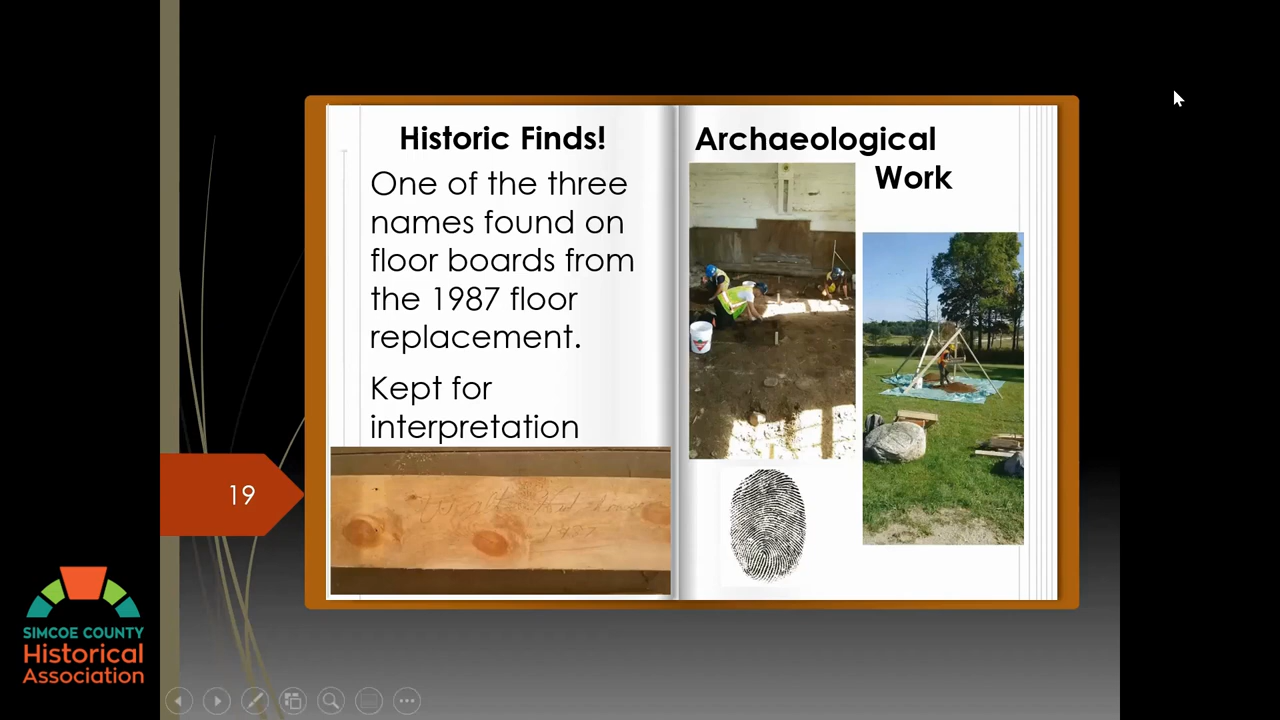 Historic Finds!
One of the three
names found on
floor boards from
the 1987 floor
replacement.
Kept for
interpretation
Archaeological
Work
19
SIMCOE COUNTY
Historical
Association